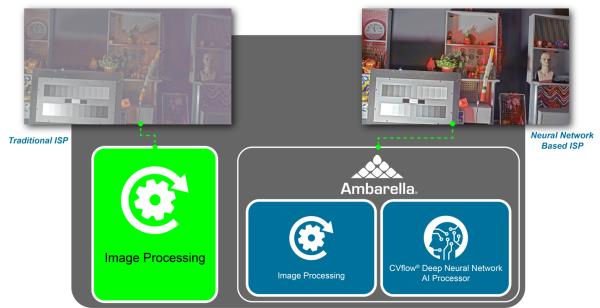 Traditional ISP
Neural Network
Based ISP
Ambarella®
Image Processing
Image Processing
CVflow® Deep Neural Network
AI Processor